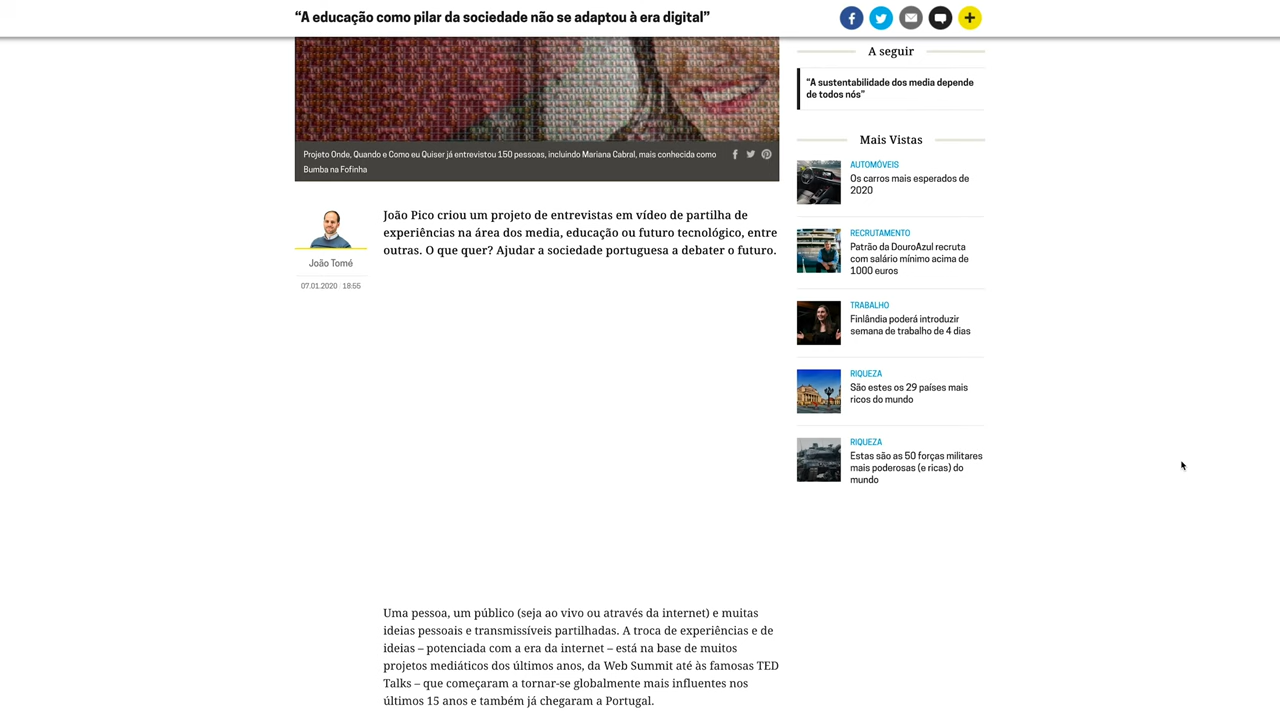 “A educação como pilar da sociedade não se adaptou à era digital”
Projeto Onde, Quando e Como eu Quiser já entrevistou 150 pessoas, incluindo Mariana Cabral, mais conhecida como
Bumba na Fofinha
João Tomé
07.01.2020 18:55
João Pico criou um projeto de entrevistas em vídeo de partilha de
experiências na área dos media, educação ou futuro tecnológico, entre
outras. O que quer? Ajudar a sociedade portuguesa a debater o futuro.
Uma pessoa, um público (seja ao vivo ou através da internet) e muitas
ideias pessoais e transmissíveis partilhadas. A troca de experiências e de
ideias – potenciada com a era da internet – está na base de muitos
projetos mediáticos dos últimos anos, da Web Summit até às famosas TED
Talks – que começaram a tornar-se globalmente mais influentes nos
últimos 15 anos e também já chegaram a Portugal.
A seguir
“A sustentabilidade dos media depende
de todos nós”
Mais Vistas
AUTOMÓVEIS
Os carros mais esperados de
2020
RECRUTAMENTO
Patrão da DouroAzul recruta
com salário mínimo acima de
1000 euros
TRABALHO
Finlândia poderá introduzir
semana de trabalho de 4 dias
RIQUEZA
São estes os 29 países mais
ricos do mundo
RIQUEZA
Estas são as 50 forças militares
mais poderosas (e ricas) do
mundo